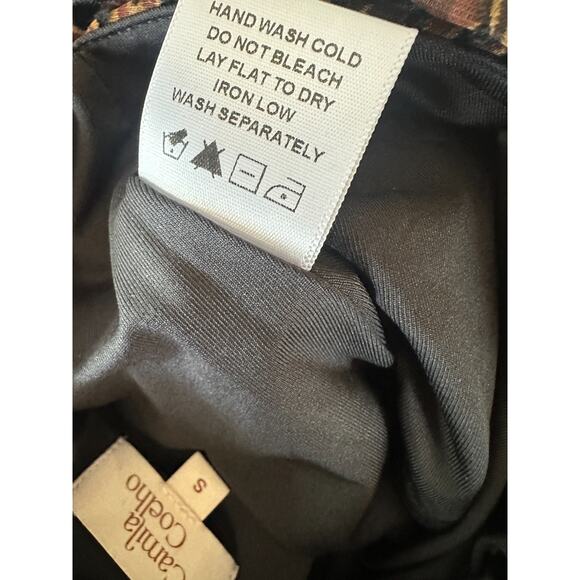 HAND WASH COLD
DO NOT BLEACH
LAY FLAT TO DRY
IRON LOW
WASH SEPARATELY
S
Camila
Coelho